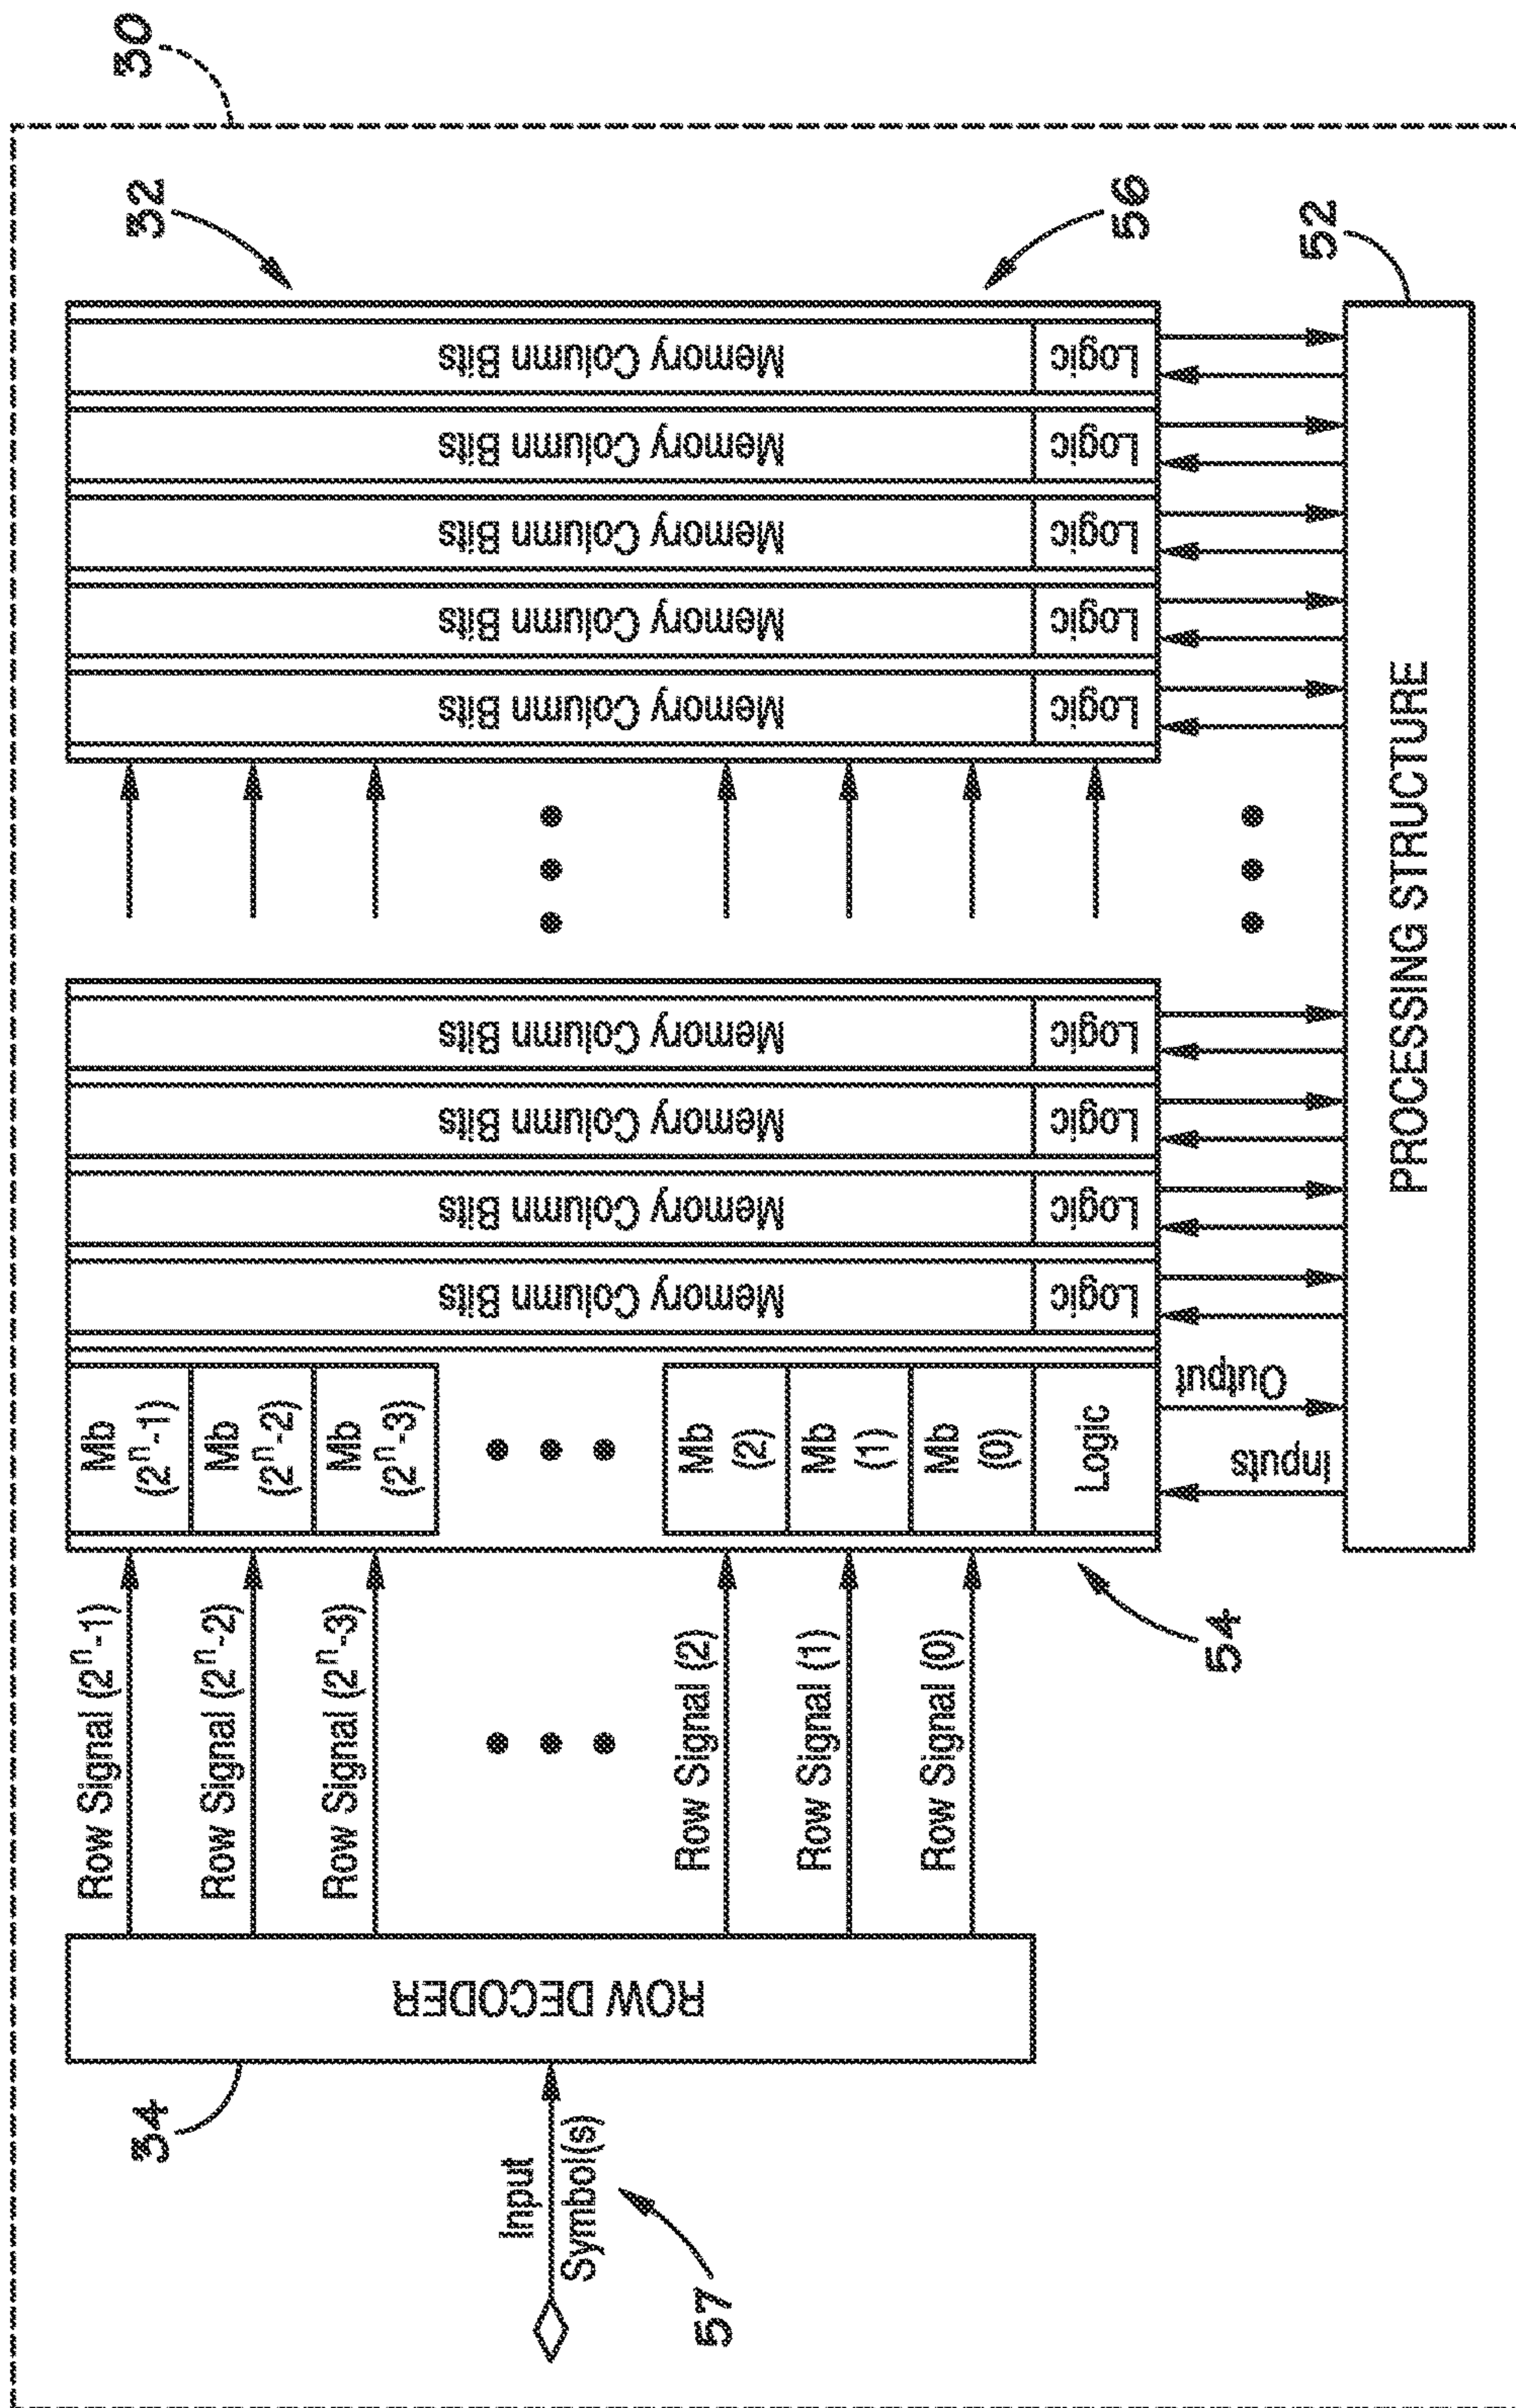 30
32
56
52
Memory Column Bits
Logic
Memory Column Bits
Logic
Memory Column Bits
Logic
Memory Column Bits
Logic
Memory Column Bits
Logic
Memory Column Bits
Logic
Memory Column Bits
Logic
Memory Column Bits
Logic
Memory Column Bits
Logic
PROCESSING STRUCTURE
Mb
(2ⁿ-1)
Mb
(2ⁿ-2)
Mb
(2ⁿ-3)
Mb
(2)
Mb
(1)
Mb
(0)
Logic
Output
Inputs
Row Signal (2ⁿ-1)
Row Signal (2ⁿ-2)
Row Signal (2ⁿ-3)
Row Signal (2)
Row Signal (1)
Row Signal (0)
54
ROW DECODER
34
Input
Symbol(s)
57